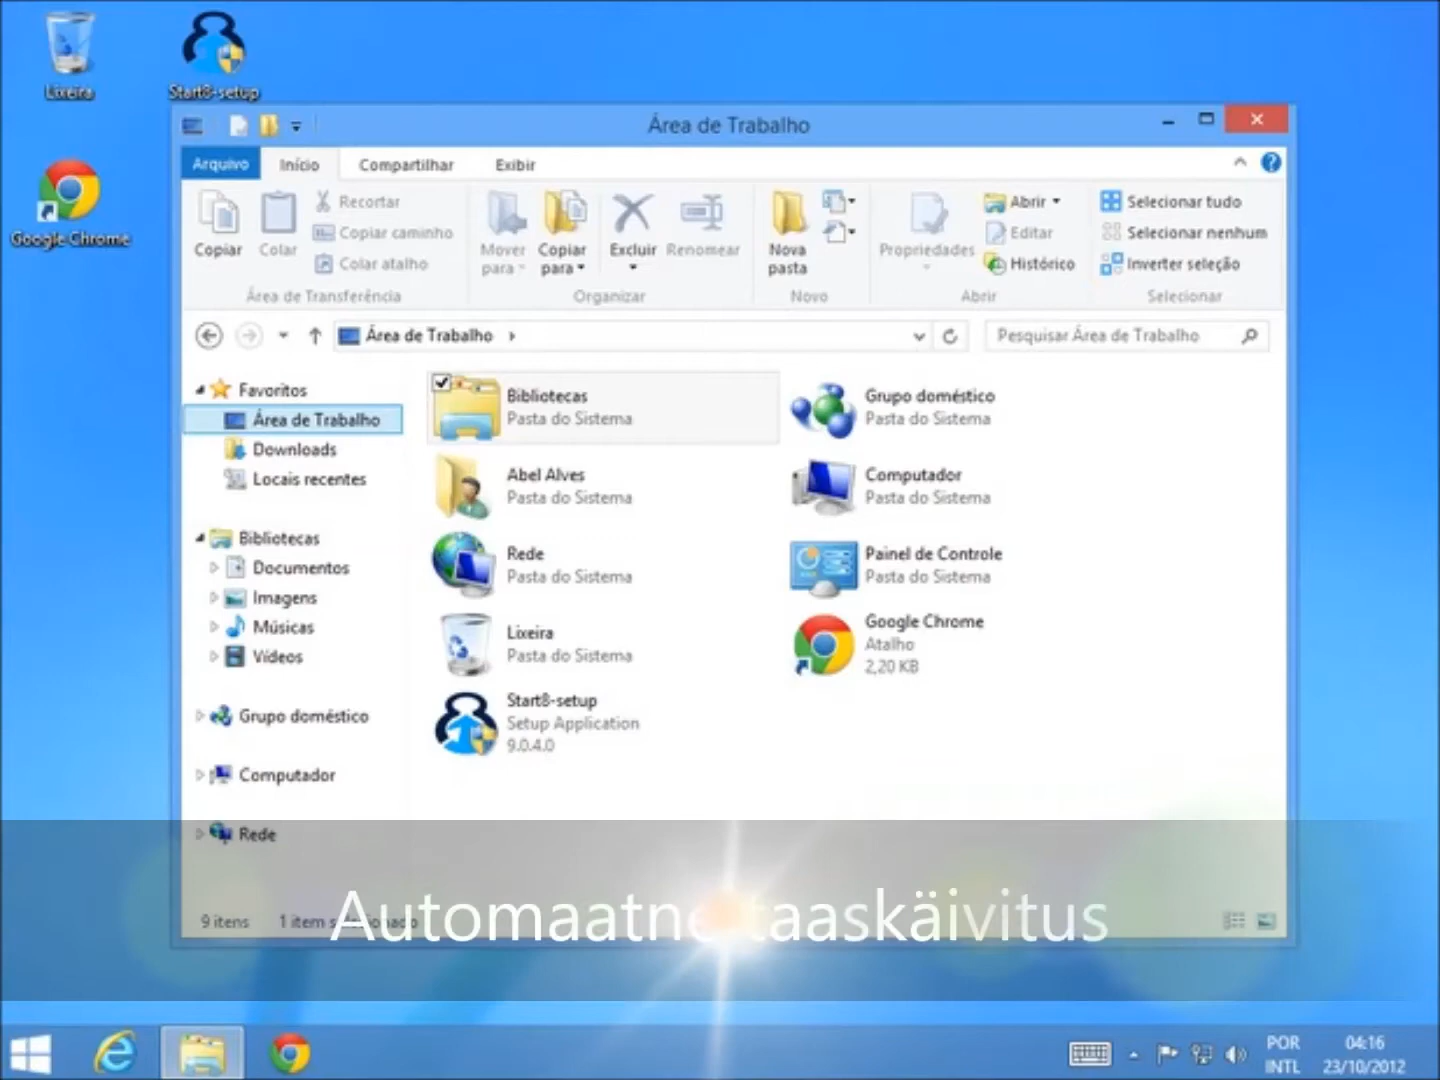 Lixeira
Start8-setup
Google Chrome
Área de Trabalho
Arquivo
Início
Compartilhar
Exibir
Copiar
Colar
Recortar
Copiar caminho
Colar atalho
Área de Transferência
Mover para
Copiar para
Excluir
Renomear
Organizar
Nova pasta
Novo
Propriedades
Abrir
Editar
Histórico
Abrir
Selecionar tudo
Selecionar nenhum
Inverter seleção
Selecionar
Área de Trabalho
Pesquisar Área de Trabalho
Favoritos
Área de Trabalho
Downloads
Locais recentes
Bibliotecas
Documentos
Imagens
Músicas
Vídeos
Grupo doméstico
Computador
Rede
Bibliotecas
Pasta do Sistema
Grupo doméstico
Pasta do Sistema
Abel Alves
Pasta do Sistema
Computador
Pasta do Sistema
Rede
Pasta do Sistema
Painel de Controle
Pasta do Sistema
Lixeira
Pasta do Sistema
Google Chrome
Atalho
2,20 KB
Start8-setup
Setup Application
9.0.4.0
9 itens
1 item selecionado
Automaatne taaskäivitus
POR
INTL
04:16
23/10/2012